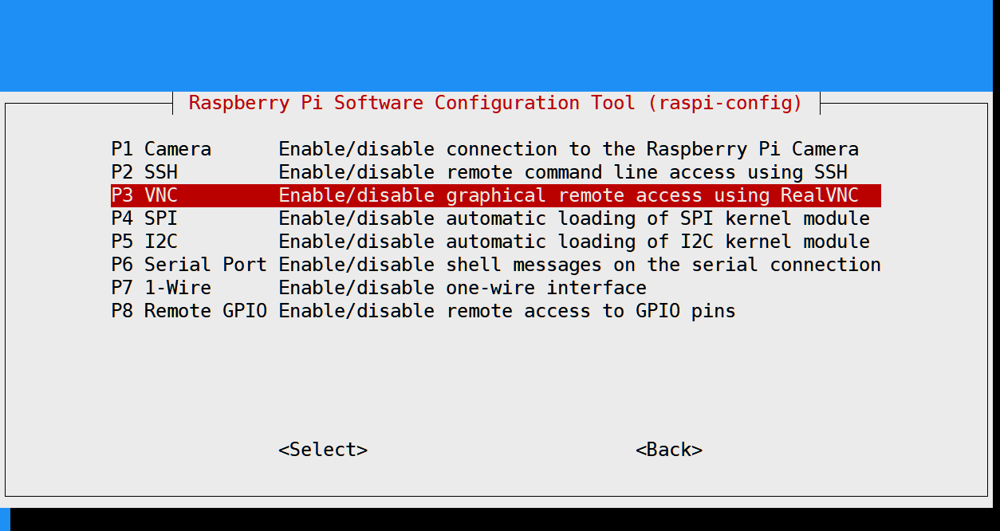 Raspberry Pi Software Configuration Tool (raspi-config)
P1 Camera      Enable/disable connection to the Raspberry Pi Camera
P2 SSH         Enable/disable remote command line access using SSH
P3 VNC         Enable/disable graphical remote access using RealVNC
P4 SPI         Enable/disable automatic loading of SPI kernel module
P5 I2C         Enable/disable automatic loading of I2C kernel module
P6 Serial Port Enable/disable shell messages on the serial connection
P7 1-Wire      Enable/disable one-wire interface
P8 Remote GPIO Enable/disable remote access to GPIO pins
<Select>                        <Back>